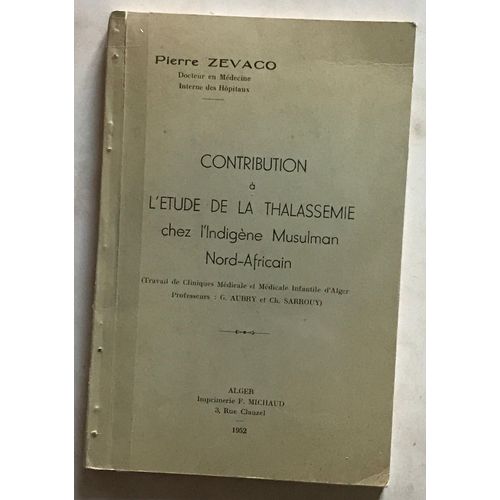 Pierre ZEVACO
Docteur en Médecine
Interne des Hôpitaux
CONTRIBUTION
à
L'ETUDE DE LA THALASSEMIE
chez l'Indigène Musulman
Nord-Africain
(Travail de Cliniques Médicale et Médicale Infantile d'Alger
Professeurs : G. AUBRY et Ch. SARROUY)
ALGER
Imprimerie F. MICHAUD
3, Rue Clauzel
1952